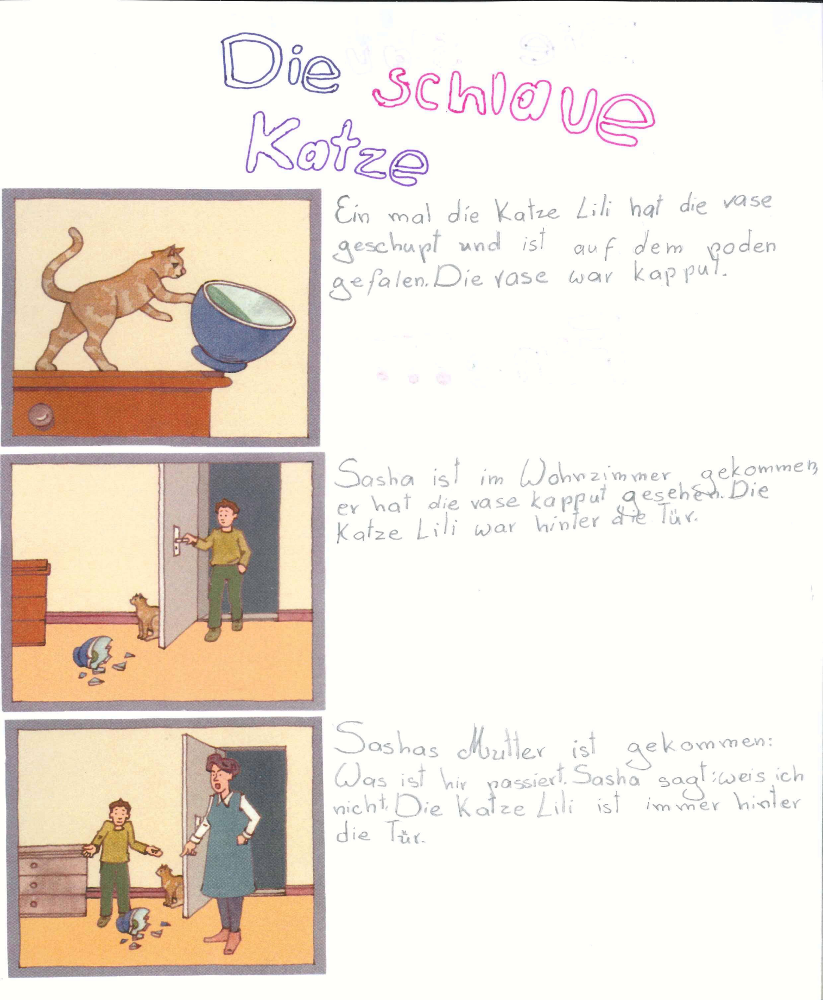 Die schlaue
Katze
Ein mal die Katze Lili hat die vase
geschupt und ist auf dem poden
gefalen. Die vase war kapput.
Sasha ist im Wohnzimmer gekommen,
er hat die vase kapput gesehen. Die
Katze Lili war hinter die Tür.
Sashas Mutter ist gekommen:
Was ist hir passiert. Sasha sagt: weis ich
nicht. Die Katze Lili ist immer hinter
die Tür.